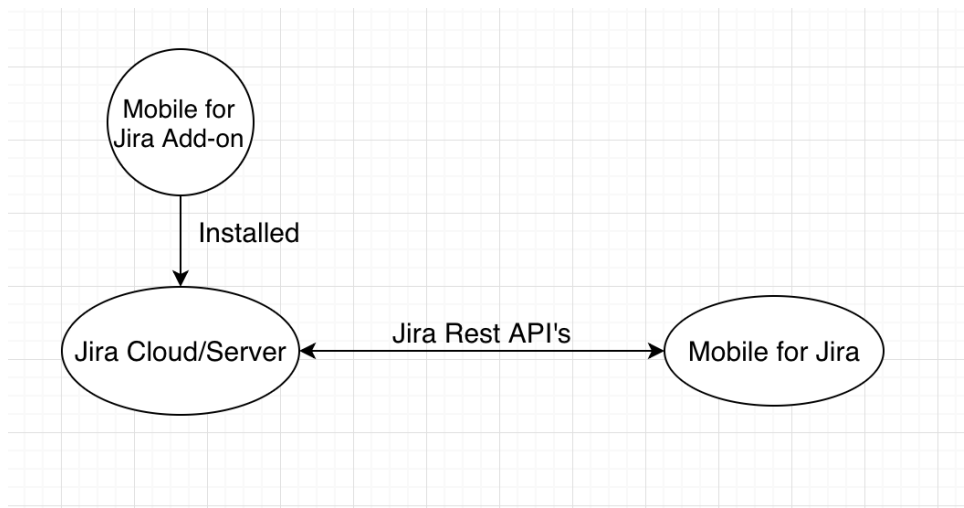 Mobile for
Jira Add-on
Installed
Jira Rest API's
Jira Cloud/Server
Mobile for Jira